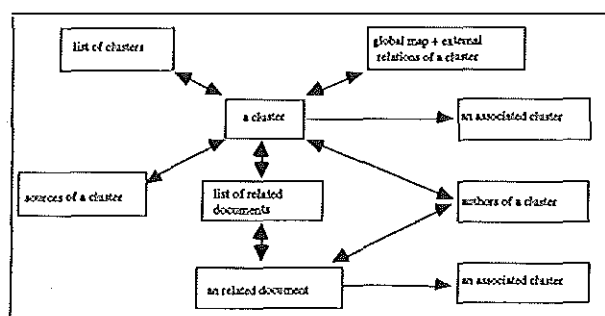 list of clusters
global map + external
relations of a cluster
a cluster
an associated cluster
sources of a cluster
list of related
documents
authors of a cluster
an related document
an associated cluster